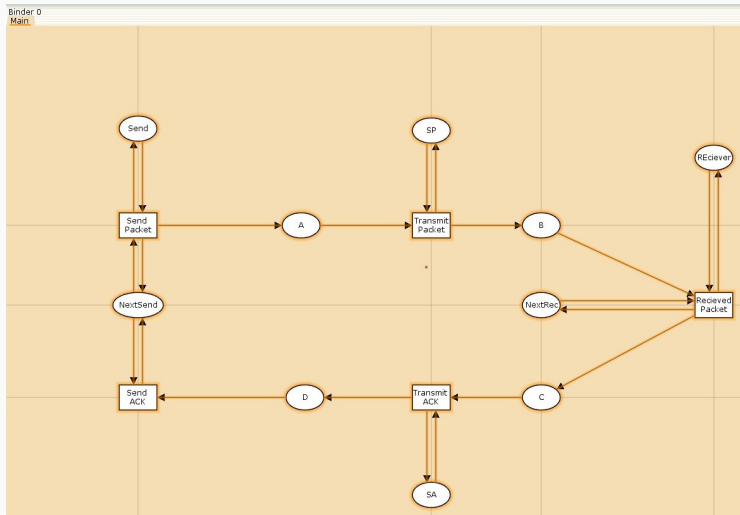 Binder 0
Main
Send
SP
REciever
Send
Packet
A
Transmit
Packet
B
NextSend
NextRec
Recieved
Packet
Send
ACK
D
Transmit
ACK
C
SA